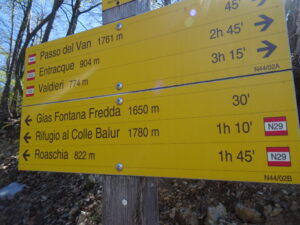 45'
Passo del Van 1761 m
Entracque 904 m 2h 45'
Valdieri 774 m 3h 15'
N44/02A
Gias Fontana Fredda 1650 m 30'
Rifugio al Colle Balur 1780 m 1h 10' N29
Roaschia 822 m 1h 45' N29
N44/02B